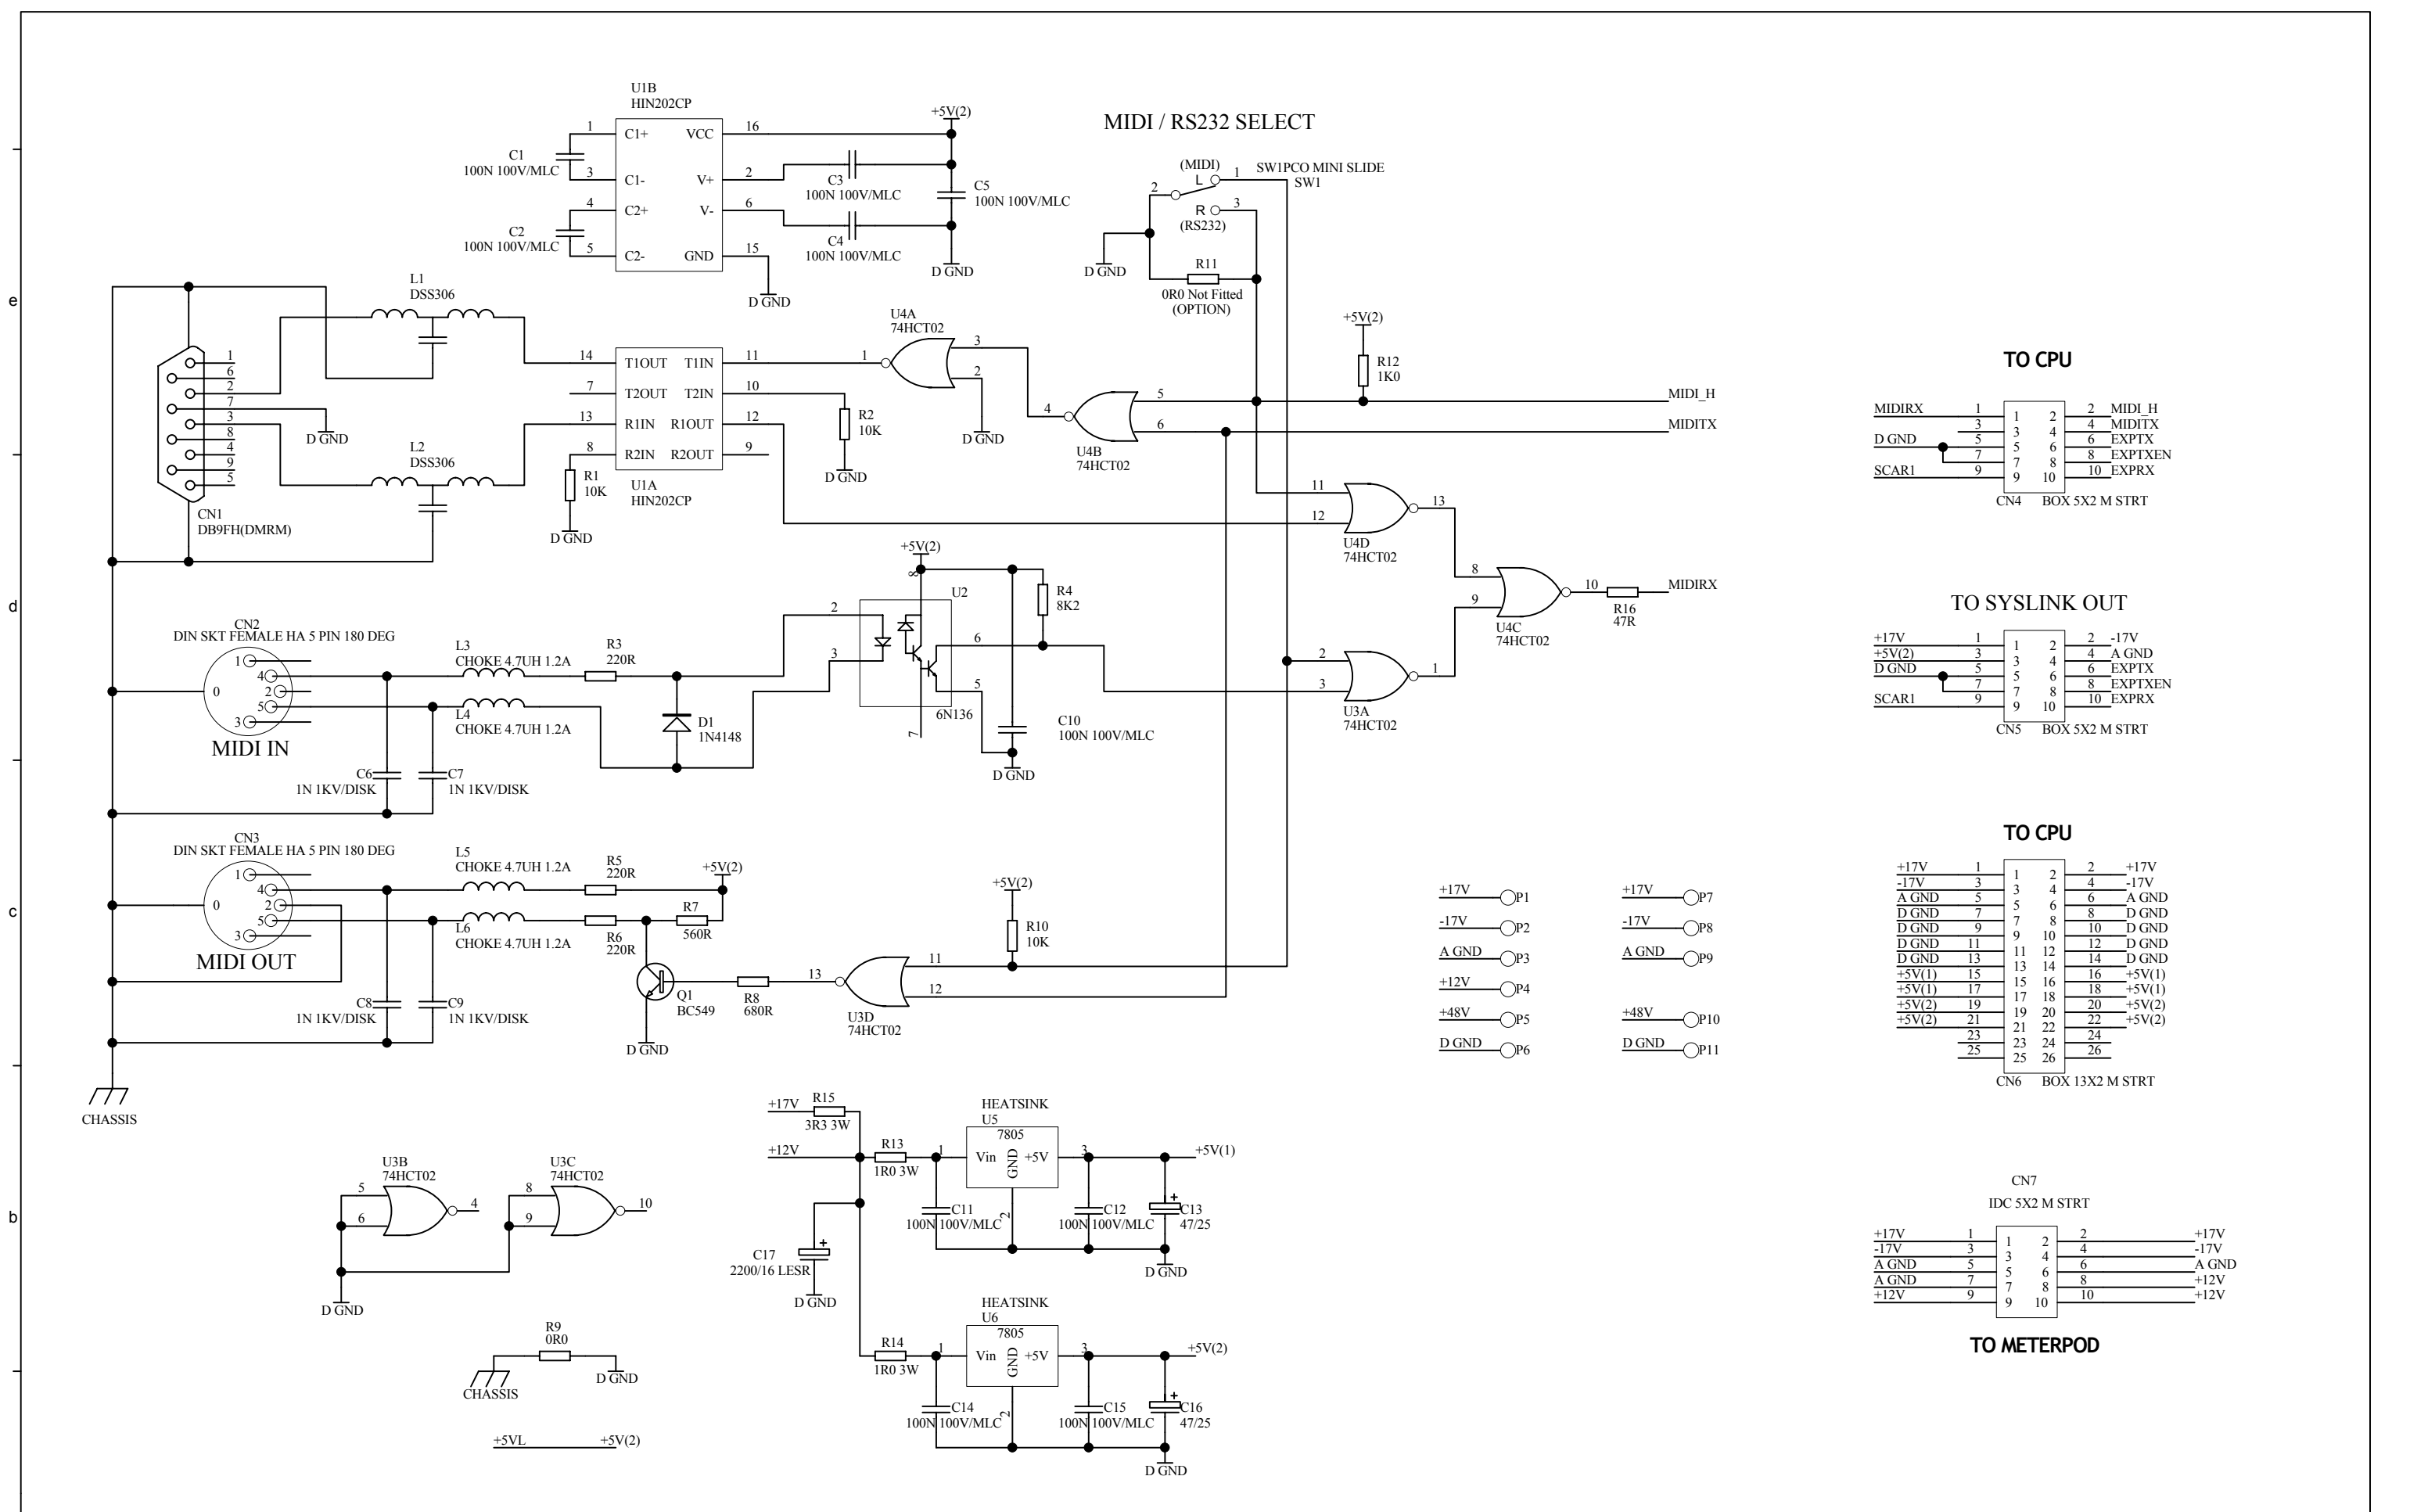 U1B
HIN202CP
1
C1+
VCC
16
C1
100N 100V/MLC
3
C1-
V+
2
4
C2+
V-
6
C2
100N 100V/MLC
5
C2-
GND
15
D GND
+5V(2)
C3
100N 100V/MLC
C4
100N 100V/MLC
C5
100N 100V/MLC
D GND
MIDI / RS232 SELECT
(MIDI)
L
1
SW1PCO MINI SLIDE
SW1
2
R
3
(RS232)
D GND
R11
0R0 Not Fitted
(OPTION)
e
L1
DSS306
1
6
2
7
3
8
4
9
5
D GND
CN1
DB9FH(DMRM)
L2
DSS306
14
T1OUT
T1IN
11
7
T2OUT
T2IN
10
13
R1IN
R1OUT
12
8
R2IN
R2OUT
9
U1A
HIN202CP
R1
10K
D GND
R2
10K
D GND
U4A
74HCT02
1
3
2
D GND
4
5
6
U4B
74HCT02
+5V(2)
R12
1K0
MIDI_H
MIDITX
11
12
13
U4D
74HCT02
8
9
10
U4C
74HCT02
R16
47R
MIDIRX
2
3
1
U3A
74HCT02
TO CPU
MIDIRX
1
1
2
2
MIDI_H
3
3
4
4
MIDITX
D GND
5
5
6
6
EXPTX
7
7
8
8
EXPTXEN
SCAR1
9
9
10
10
EXPRX
CN4
BOX 5X2 M STRT
d
CN2
DIN SKT FEMALE HA 5 PIN 180 DEG
1
4
0
2
5
3
MIDI IN
L3
CHOKE 4.7UH 1.2A
L4
CHOKE 4.7UH 1.2A
R3
220R
D1
1N4148
C6
1N 1KV/DISK
C7
1N 1KV/DISK
+5V(2)
8
U2
2
3
6
5
7
6N136
R4
8K2
C10
100N 100V/MLC
D GND
TO SYSLINK OUT
+17V
1
1
2
2
-17V
+5V(2)
3
3
4
4
A GND
D GND
5
5
6
6
EXPTX
7
7
8
8
EXPTXEN
SCAR1
9
9
10
10
EXPRX
CN5
BOX 5X2 M STRT
c
CN3
DIN SKT FEMALE HA 5 PIN 180 DEG
1
4
0
2
5
3
MIDI OUT
L5
CHOKE 4.7UH 1.2A
L6
CHOKE 4.7UH 1.2A
R5
220R
R6
220R
+5V(2)
R7
560R
C8
1N 1KV/DISK
C9
1N 1KV/DISK
Q1
BC549
D GND
R8
680R
13
11
12
U3D
74HCT02
+5V(2)
R10
10K
CHASSIS
+17V
P1
-17V
P2
A GND
P3
+12V
P4
+48V
P5
D GND
P6
+17V
P7
-17V
P8
A GND
P9
+48V
P10
D GND
P11
TO CPU
+17V
1
1
2
2
+17V
-17V
3
3
4
4
-17V
A GND
5
5
6
6
A GND
D GND
7
7
8
8
D GND
D GND
9
9
10
10
D GND
D GND
11
11
12
12
D GND
D GND
13
13
14
14
D GND
+5V(1)
15
15
16
16
+5V(1)
+5V(1)
17
17
18
18
+5V(1)
+5V(2)
19
19
20
20
+5V(2)
+5V(2)
21
21
22
22
+5V(2)
23
23
24
24
25
25
26
26
CN6
BOX 13X2 M STRT
b
U3B
74HCT02
5
6
4
U3C
74HCT02
8
9
10
D GND
R9
0R0
CHASSIS
D GND
+5VL
+5V(2)
+17V
R15
3R3 3W
+12V
R13
1R0 3W
C17
+
2200/16 LESR
D GND
HEATSINK
U5
7805
1
Vin
GND
+5V
3
2
+5V(1)
C11
100N 100V/MLC
C12
100N 100V/MLC
+
C13
47/25
D GND
R14
1R0 3W
HEATSINK
U6
7805
1
Vin
GND
+5V
3
2
+5V(2)
C14
100N 100V/MLC
C15
100N 100V/MLC
+
C16
47/25
D GND
CN7
IDC 5X2 M STRT
+17V
1
1
2
2
+17V
-17V
3
3
4
4
-17V
A GND
5
5
6
6
A GND
A GND
7
7
8
8
+12V
+12V
9
9
10
10
+12V
TO METERPOD